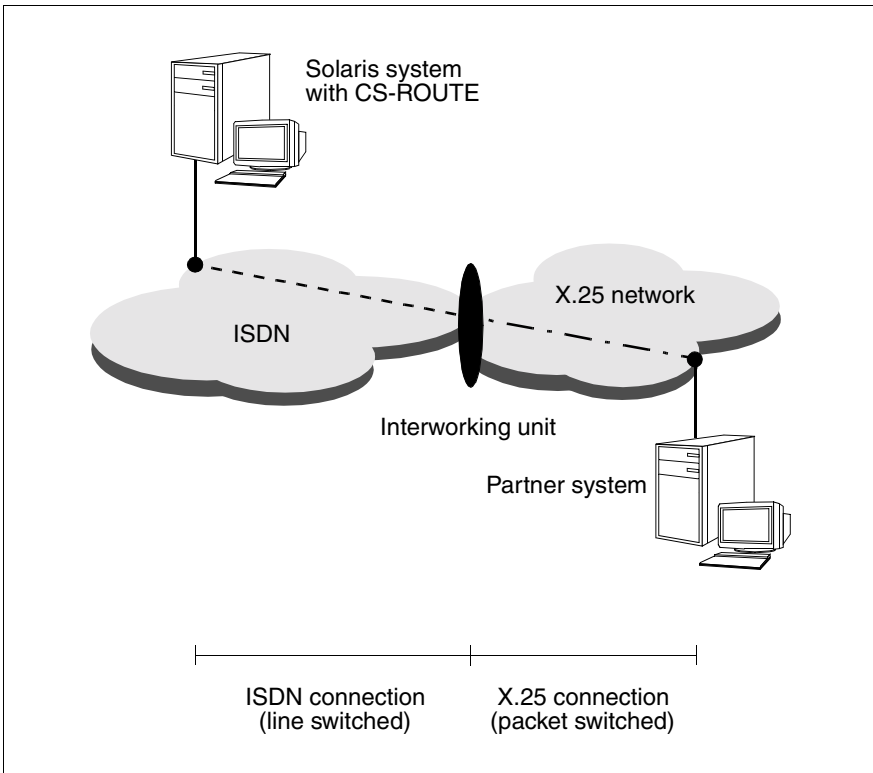 Solaris system
with CS-ROUTE
X.25 network
ISDN
Interworking unit
Partner system
ISDN connection
(line switched)
X.25 connection
(packet switched)